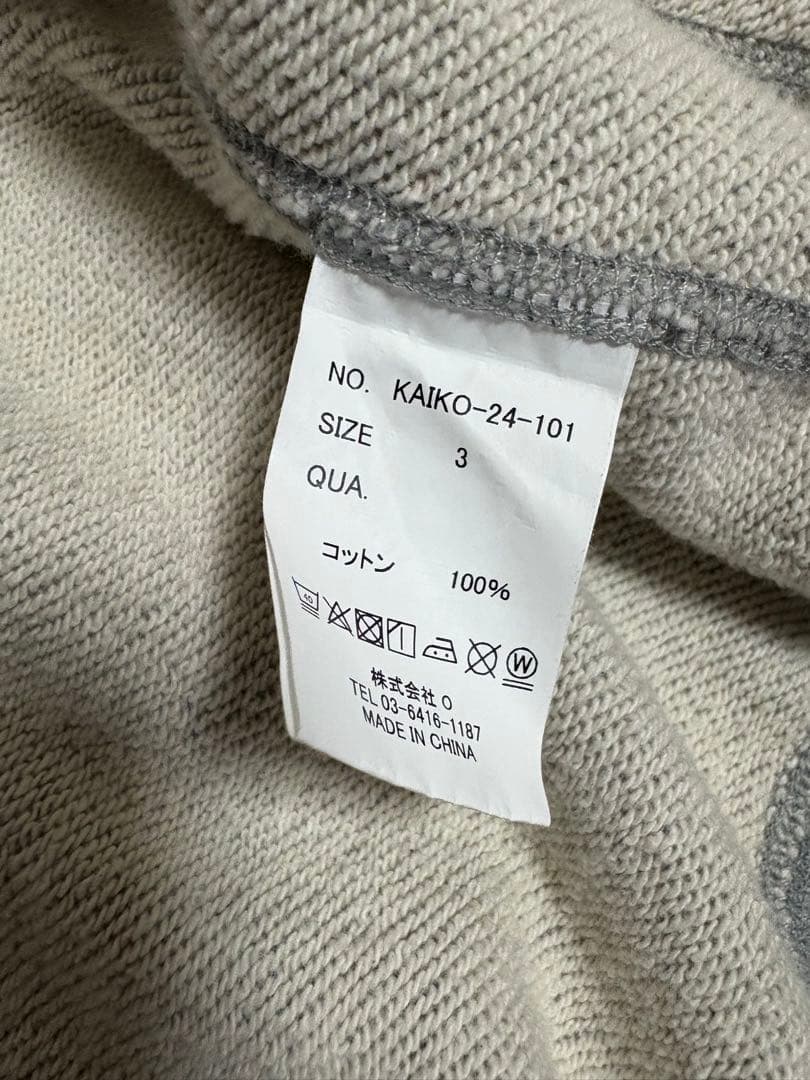 NO. KAIKO-24-101
SIZE 3
QUA.
コットン 100%
40 W
株式会社 O
TEL 03-6416-1187
MADE IN CHINA